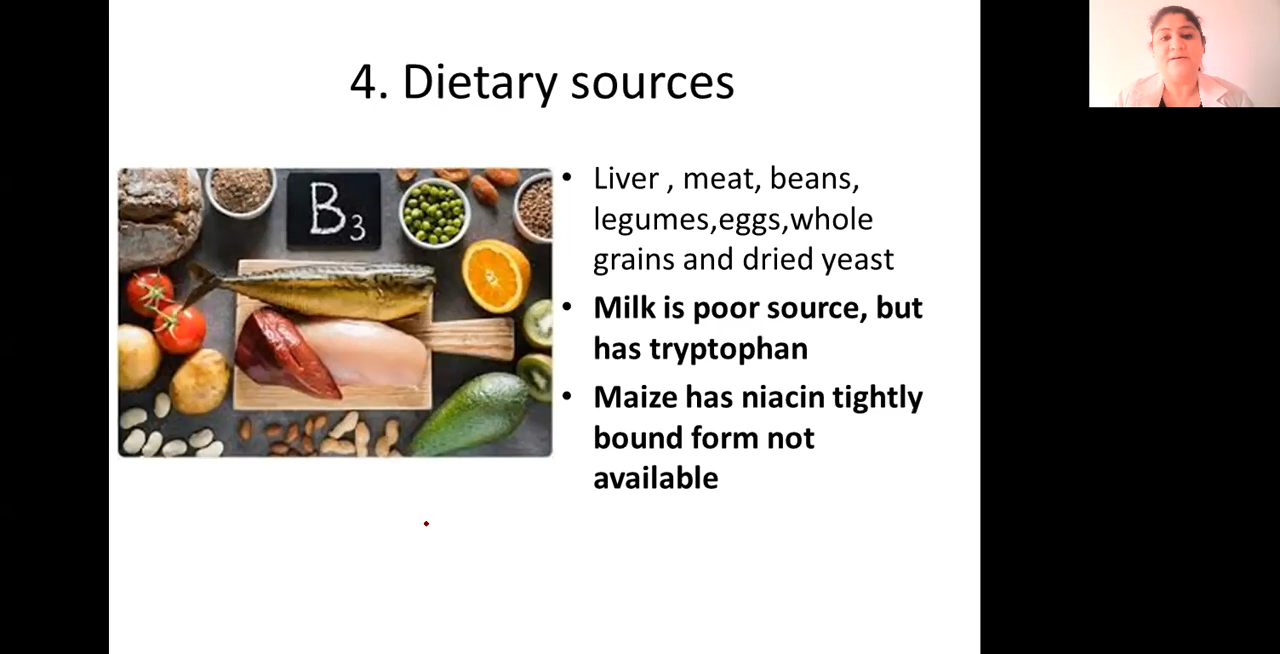 4. Dietary sources
B3
• Liver , meat, beans,
legumes,eggs,whole
grains and dried yeast
• Milk is poor source, but
has tryptophan
• Maize has niacin tightly
bound form not
available